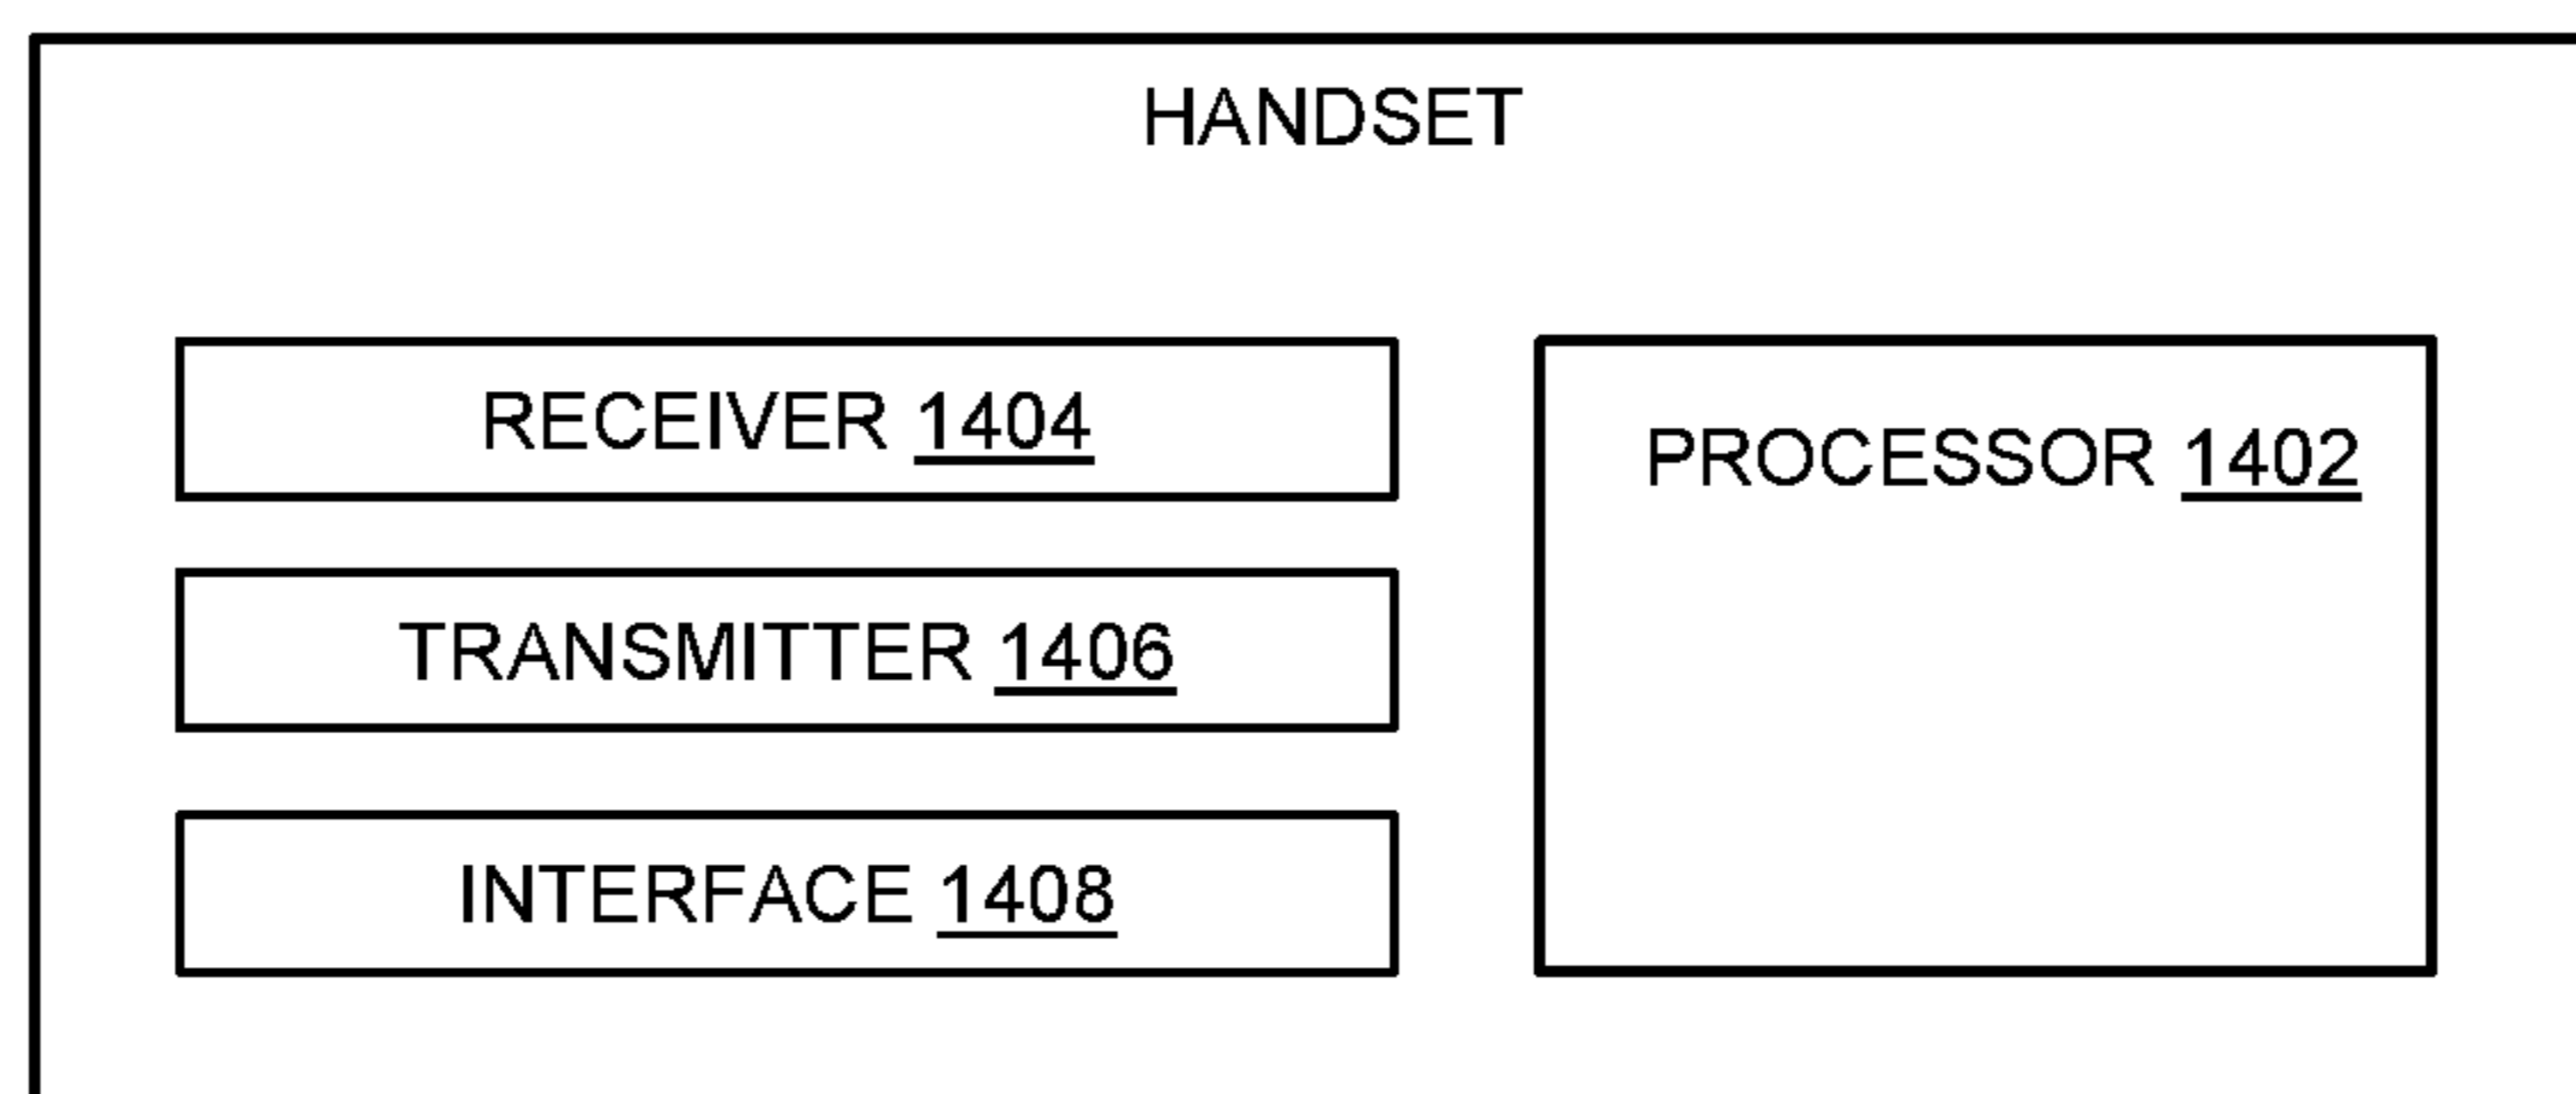 HANDSET
RECEIVER 1404
PROCESSOR 1402
TRANSMITTER 1406
INTERFACE 1408